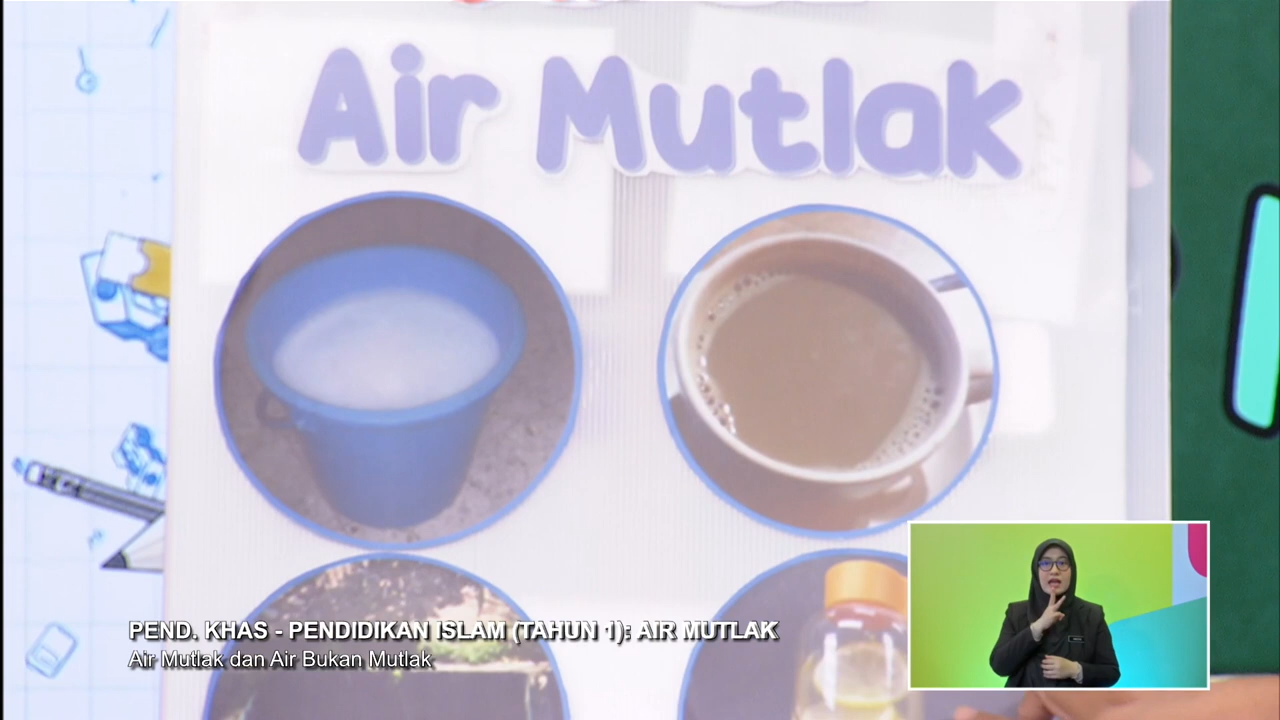 Air Mutlak
PEND. KHAS - PENDIDIKAN ISLAM (TAHUN 1): AIR MUTLAK
Air Mutlak dan Air Bukan Mutlak